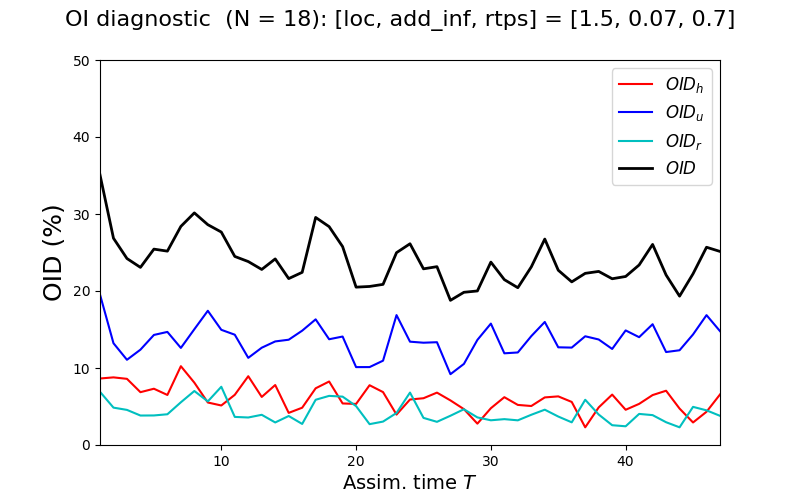 OI diagnostic (N = 18): [loc, add_inf, rtps] = [1.5, 0.07, 0.7]
OID_h
OID_u
OID_r
OID
50
40
30
20
10
0
OID (%)
10 20 30 40
Assim. time T